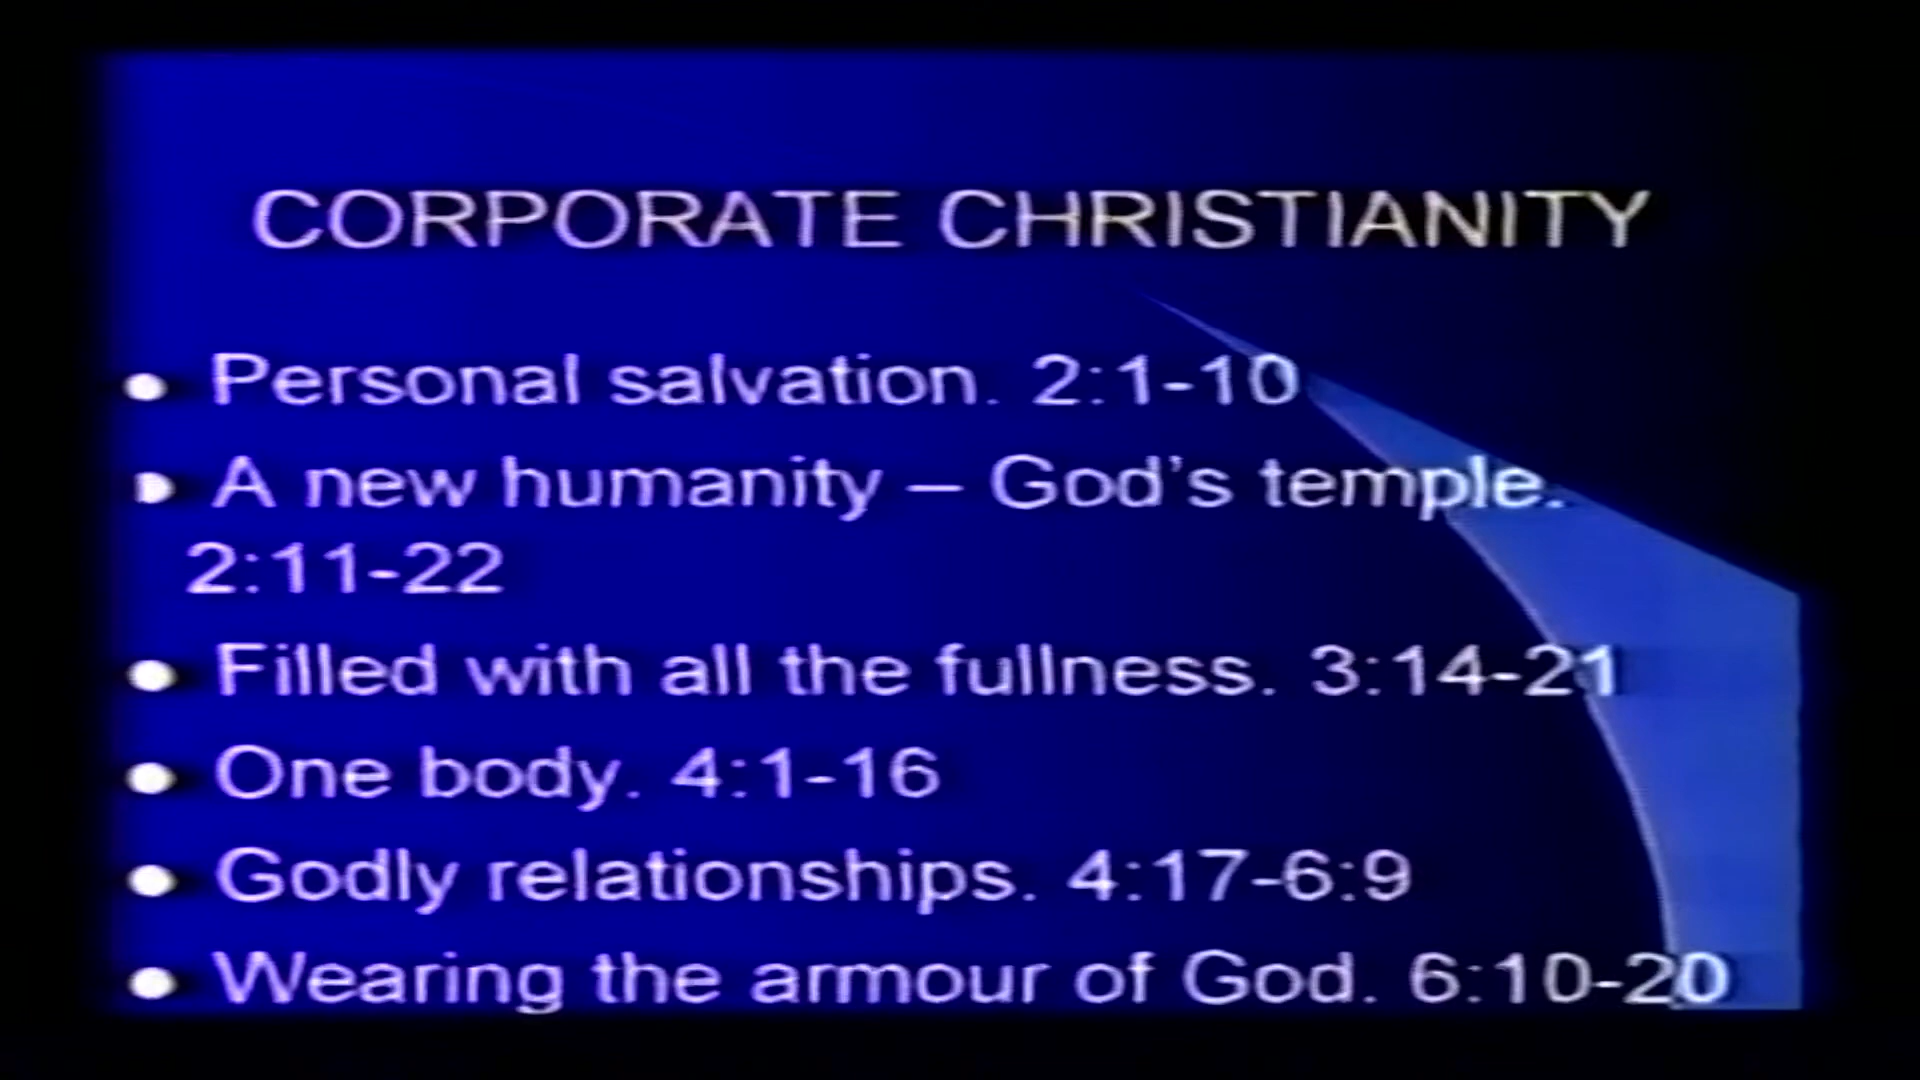 CORPORATE CHRISTIANITY
• Personal salvation. 2:1-10
• A new humanity – God’s temple.
2:11-22
• Filled with all the fullness. 3:14-21
• One body. 4:1-16
• Godly relationships. 4:17-6:9
• Wearing the armour of God. 6:10-20